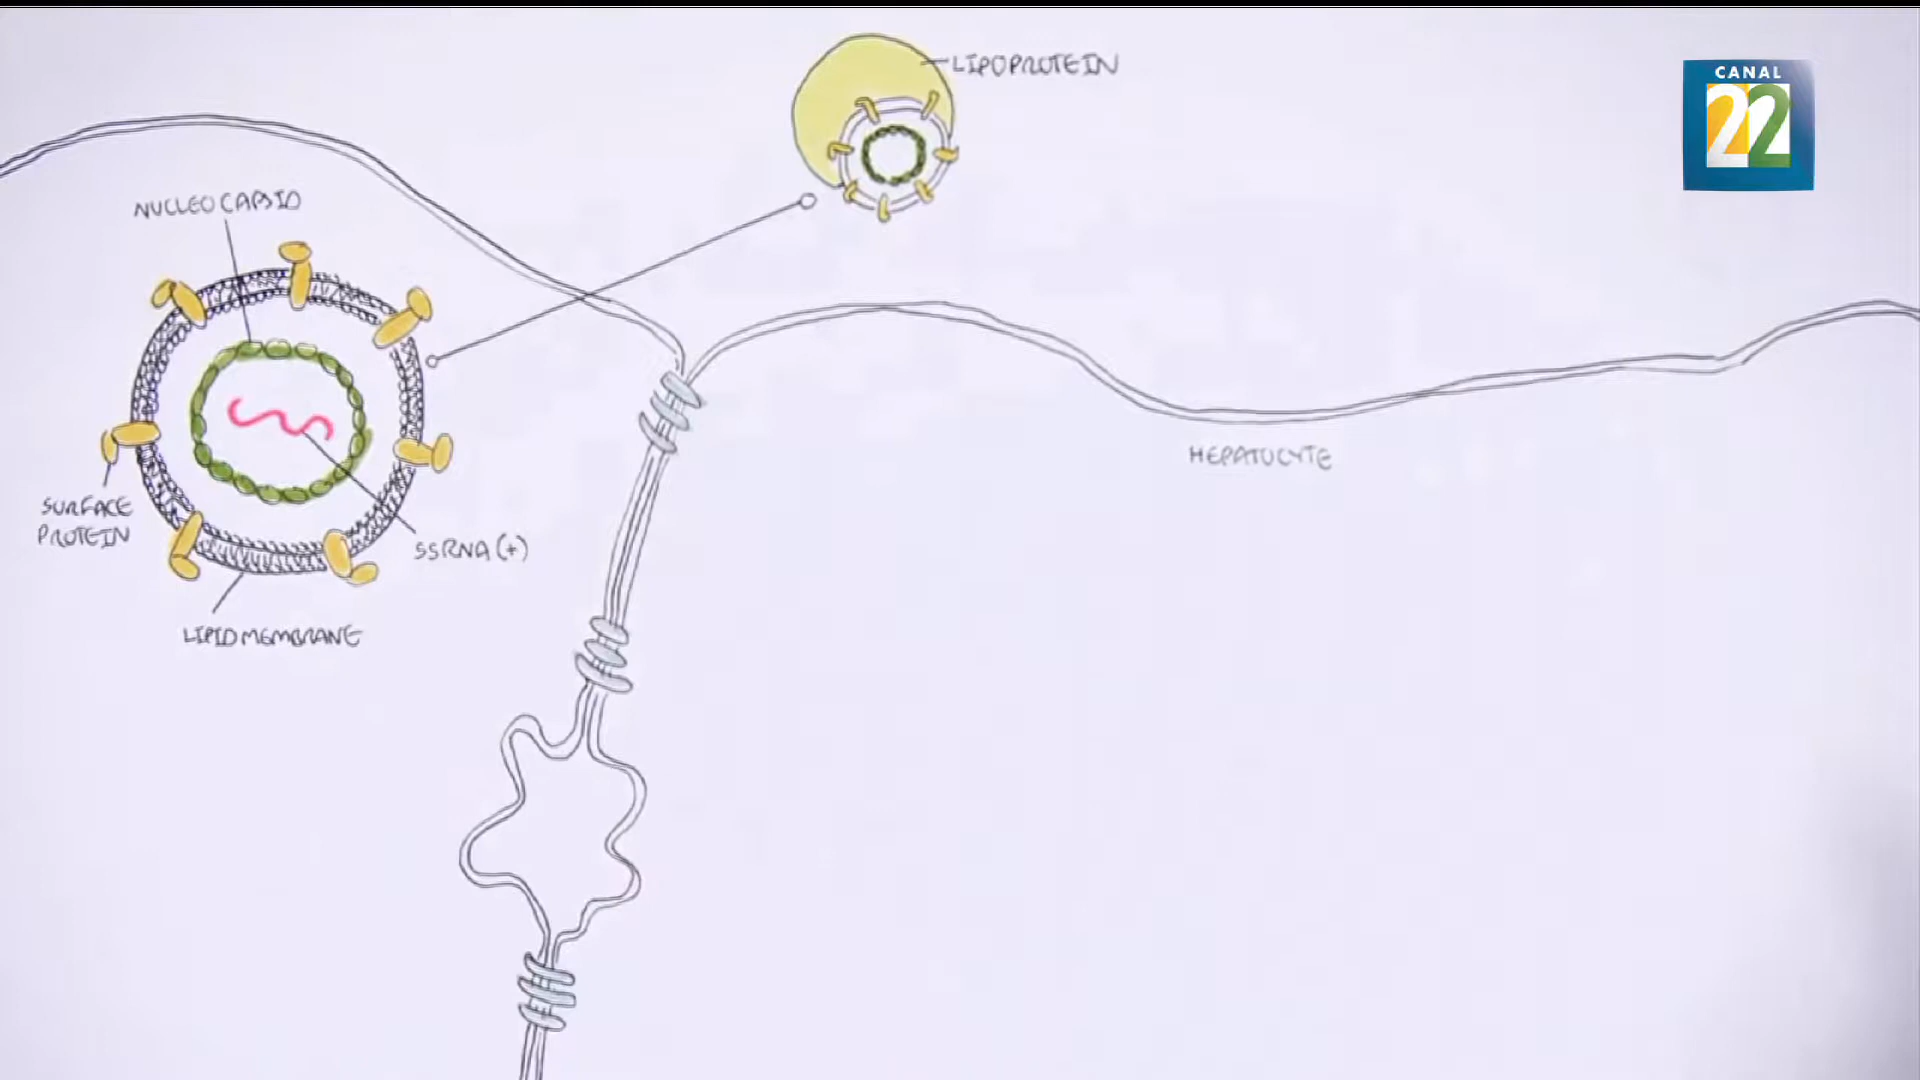 LIPOPROTEIN
CANAL
22
NUCLEOCAPSID
HEPATOCYTE
SURFACE
PROTEIN
SSRNA (+)
LIPID MEMBRANE